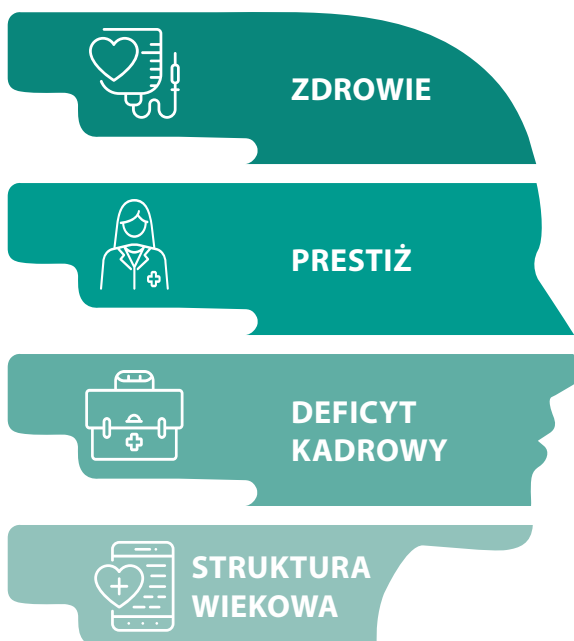 ZDROWIE
PRESTIŻ
DEFICYT
KADROWY
STRUKTURA
WIEKOWA